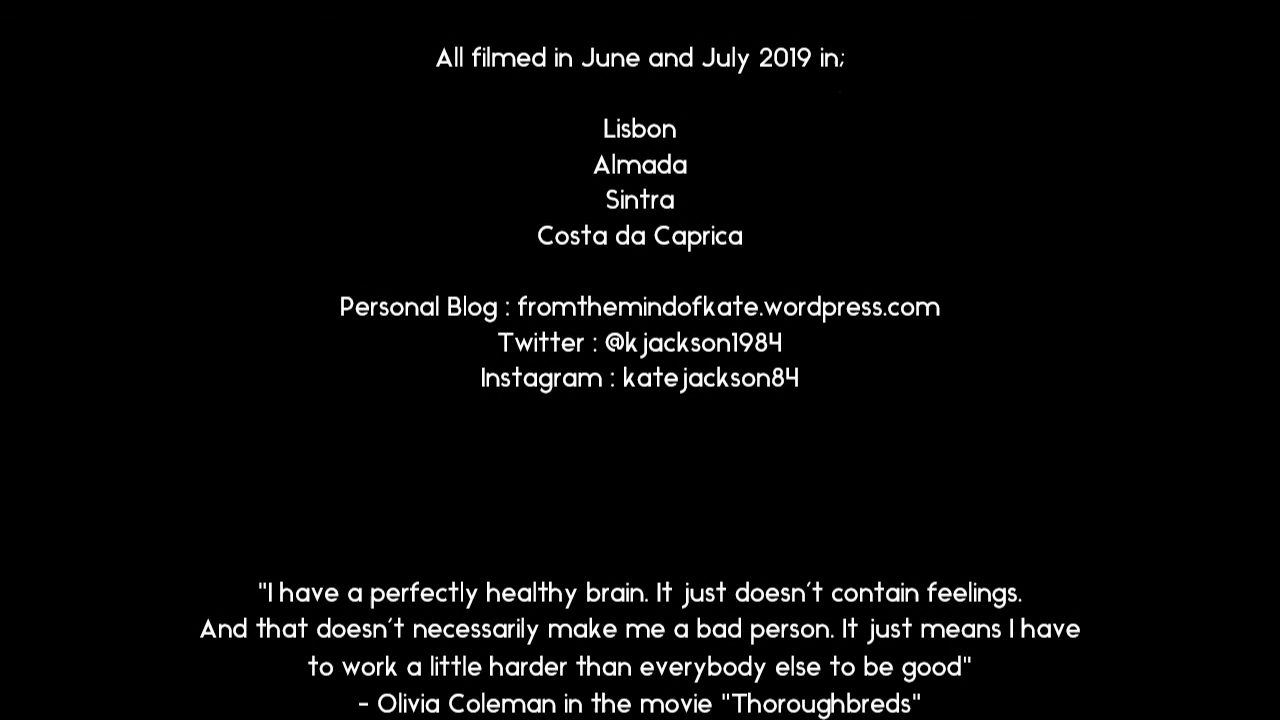 All filmed in June and July 2019 in;
Lisbon
Almada
Sintra
Costa da Caprica
Personal Blog : fromthemindofkate.wordpress.com
Twitter : @kjackson1984
Instagram : katejackson84
"I have a perfectly healthy brain. It just doesn't contain feelings.
And that doesn't necessarily make me a bad person. It just means I have
to work a little harder than everybody else to be good"
- Olivia Coleman in the movie "Thoroughbreds"